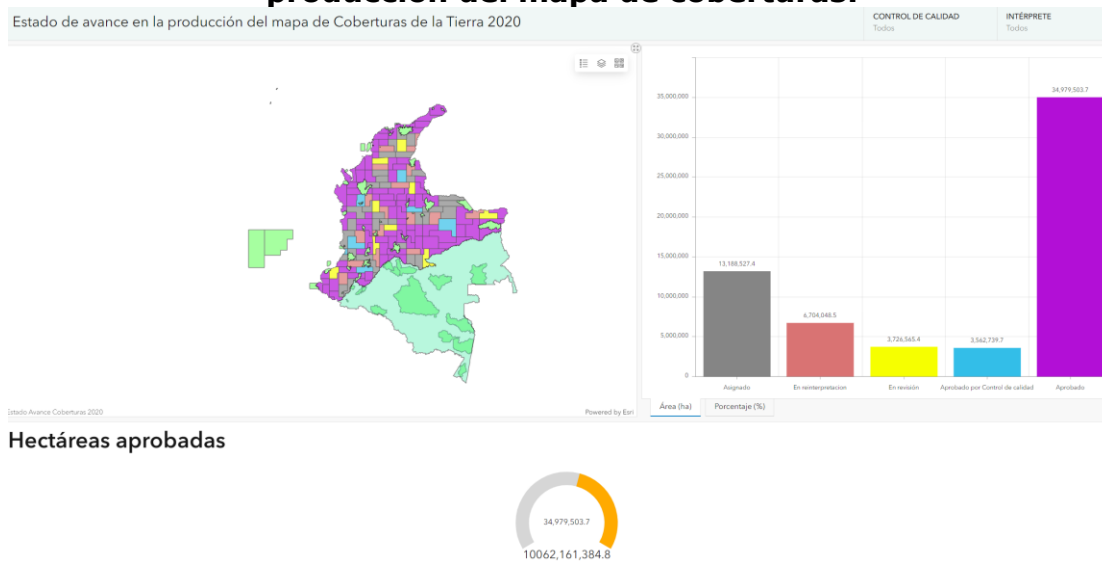 producción del mapa de coberturas.
Estado de avance en la producción del mapa de Coberturas de la Tierra 2020
CONTROL DE CALIDAD
Todos
INTÉRPRETE
Todos
35,000,000
30,000,000
25,000,000
20,000,000
15,000,000
10,000,000
5,000,000
0
13,188,527.4
6,704,048.5
3,726,565.4
3,562,739.7
34,979,503.7
Asignado
En reinterpretacion
En revisión
Aprobado por Control de calidad
Aprobado
Estado Avance Coberturas 2020
Powered by Esri
Área (ha)
Porcentaje (%)
Hectáreas aprobadas
34,979,503.7
10062,161,384.8